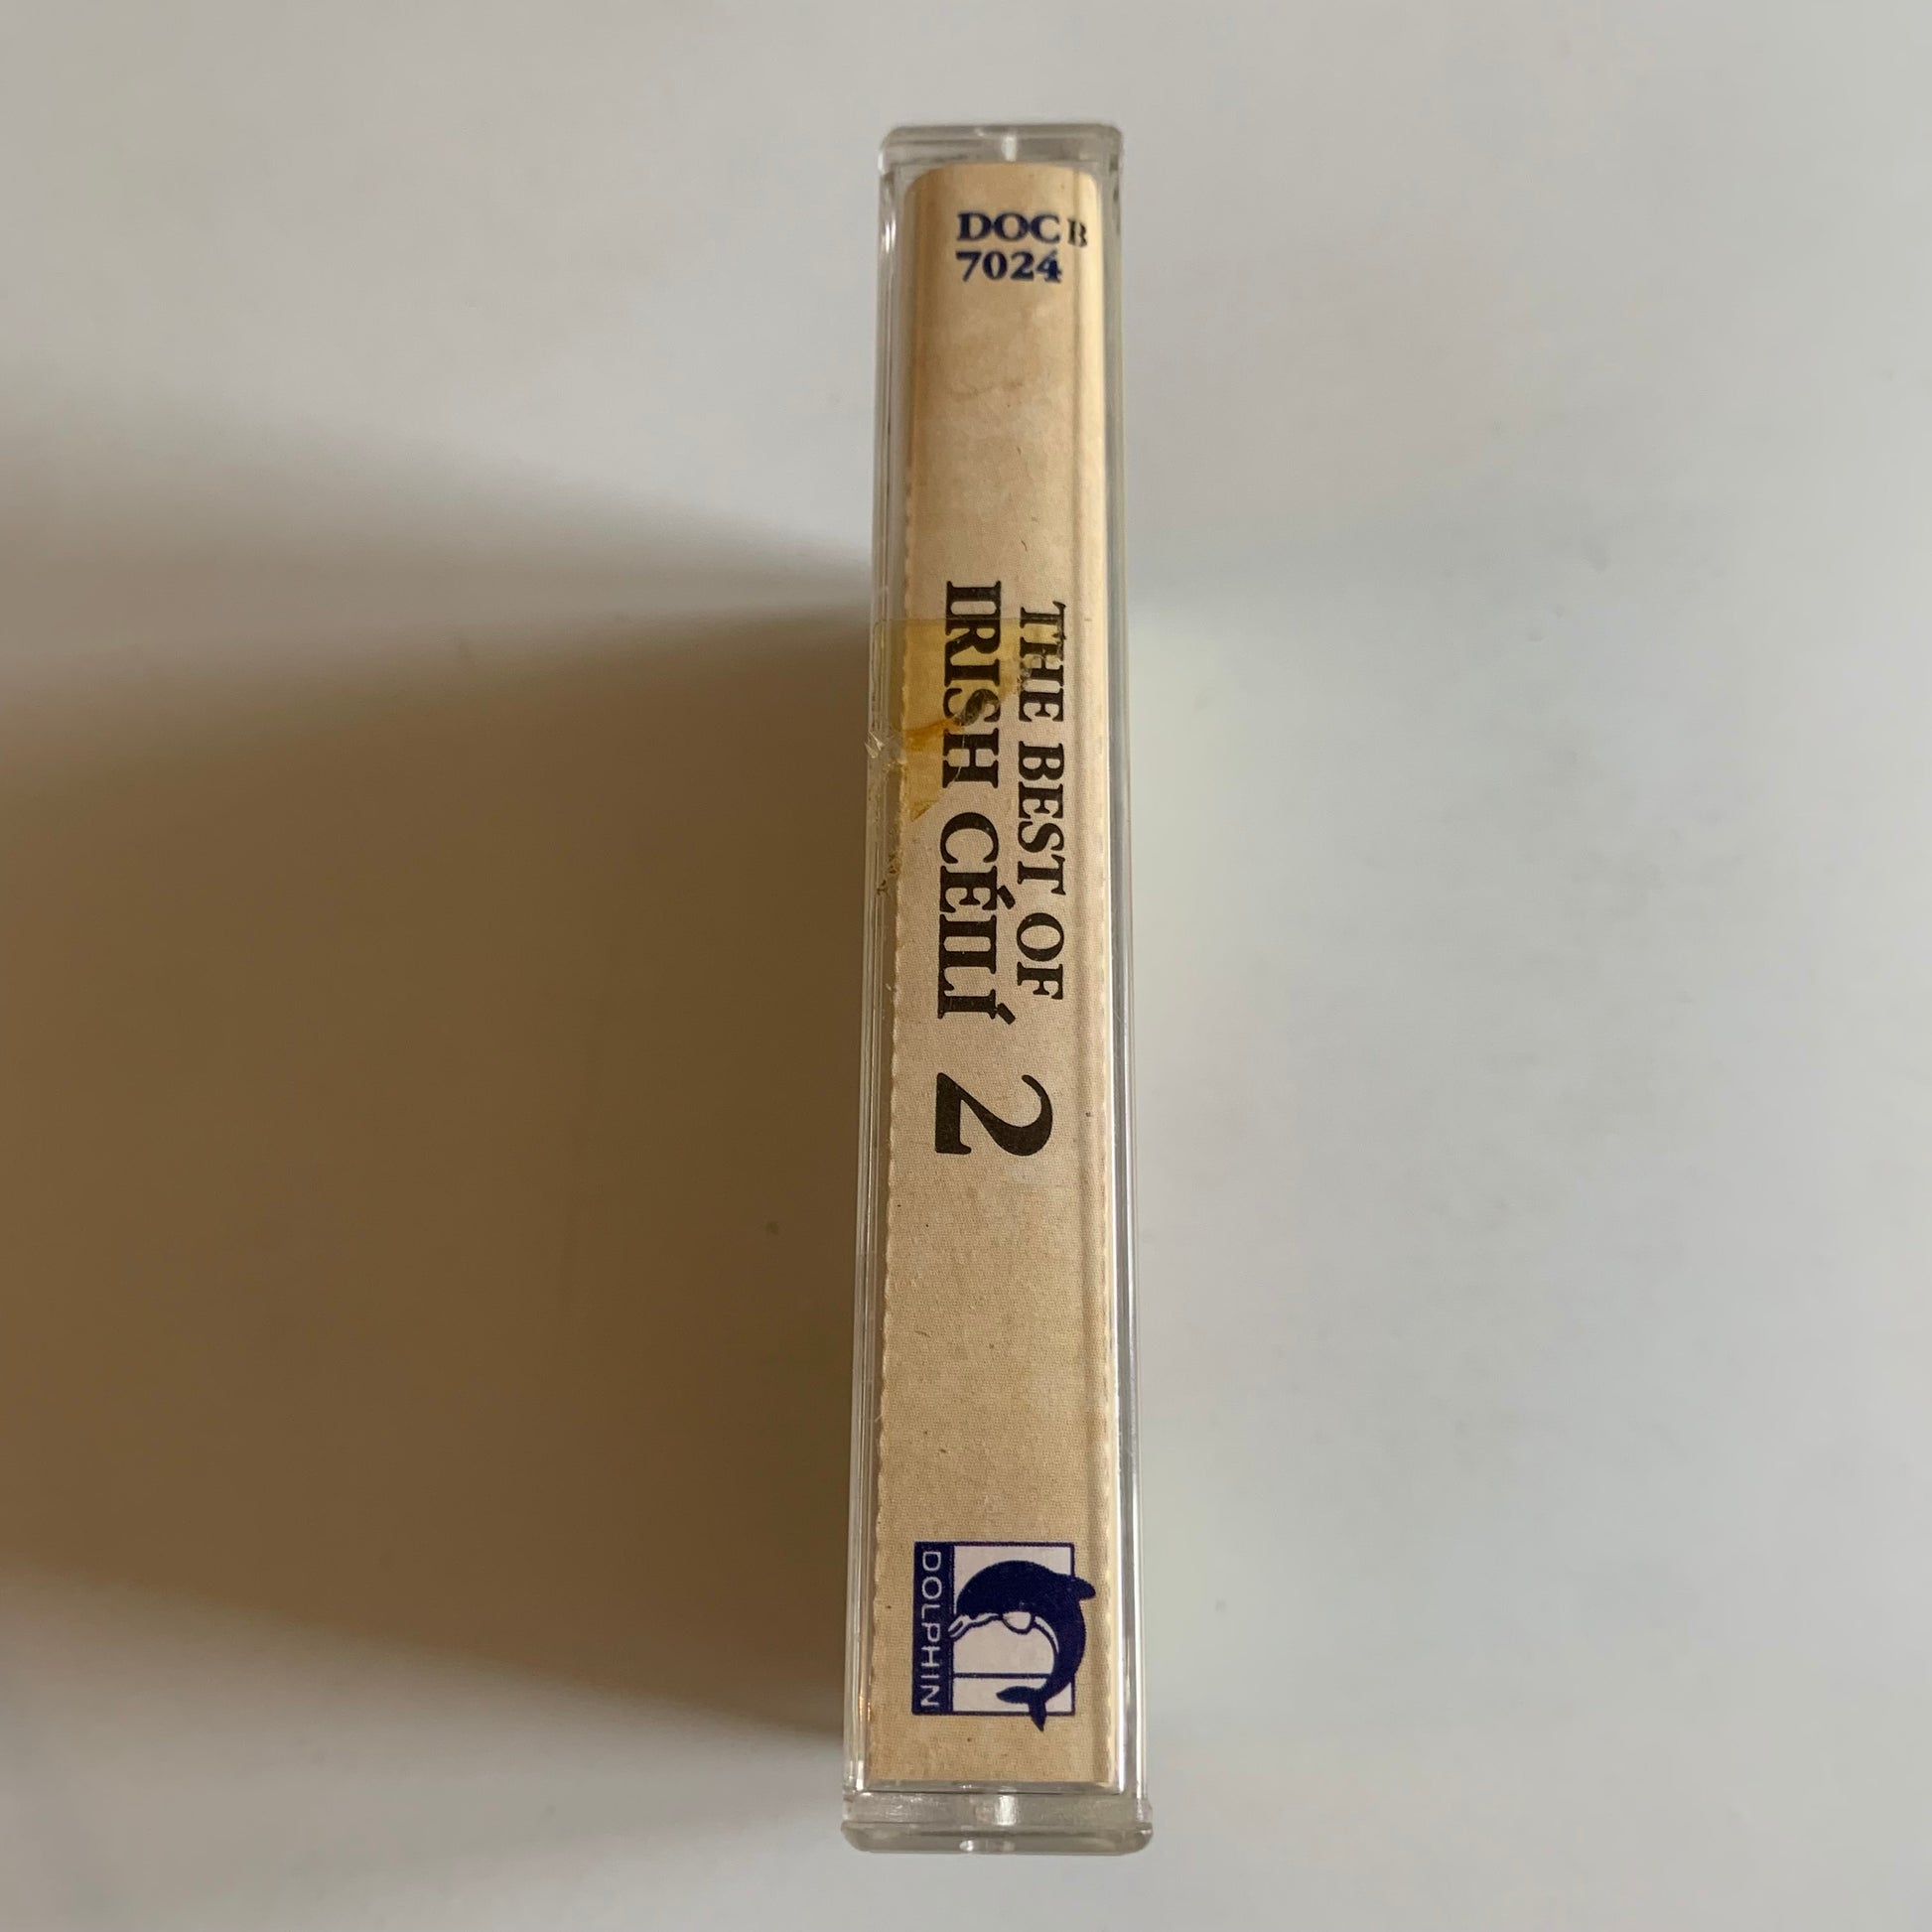 DOC B
7024
THE BEST OF
IRISH CÉILÍ 2
DOLPHIN